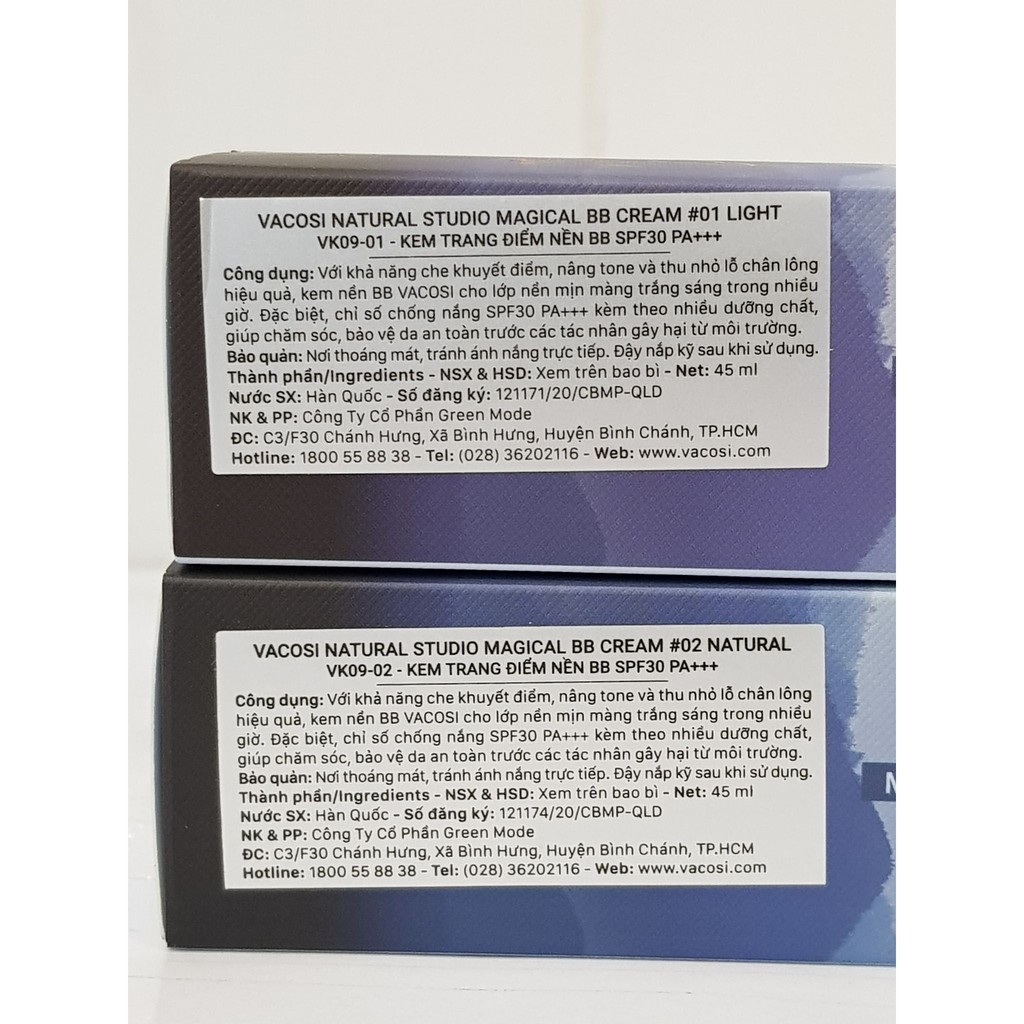 VACOSI NATURAL STUDIO MAGICAL BB CREAM #01 LIGHT
VK09-01 - KEM TRANG ĐIỂM NỀN BB SPF30 PA+++
Công dụng: Với khả năng che khuyết điểm, nâng tone và thu nhỏ lỗ chân lông
hiệu quả, kem nền BB VACOSI cho lớp nền mịn màng trắng sáng trong nhiều
giờ. Đặc biệt, chỉ số chống nắng SPF30 PA+++ kèm theo nhiều dưỡng chất,
giúp chăm sóc, bảo vệ da an toàn trước các tác nhân gây hại từ môi trường.
Bảo quản: Nơi thoáng mát, tránh ánh nắng trực tiếp. Đậy nắp kỹ sau khi sử dụng.
Thành phần/Ingredients - NSX & HSD: Xem trên bao bì - Net: 45 ml
Nước SX: Hàn Quốc - Số đăng ký: 121171/20/CBMP-QLD
NK & PP: Công Ty Cổ Phần Green Mode
ĐC: C3/F30 Chánh Hưng, Xã Bình Hưng, Huyện Bình Chánh, TP.HCM
Hotline: 1800 55 88 38 - Tel: (028) 36202116 - Web: www.vacosi.com
VACOSI NATURAL STUDIO MAGICAL BB CREAM #02 NATURAL
VK09-02 - KEM TRANG ĐIỂM NỀN BB SPF30 PA+++
Công dụng: Với khả năng che khuyết điểm, nâng tone và thu nhỏ lỗ chân lông
hiệu quả, kem nền BB VACOSI cho lớp nền mịn màng trắng sáng trong nhiều
giờ. Đặc biệt, chỉ số chống nắng SPF30 PA+++ kèm theo nhiều dưỡng chất,
giúp chăm sóc, bảo vệ da an toàn trước các tác nhân gây hại từ môi trường.
Bảo quản: Nơi thoáng mát, tránh ánh nắng trực tiếp. Đậy nắp kỹ sau khi sử dụng.
Thành phần/Ingredients - NSX & HSD: Xem trên bao bì - Net: 45 ml
Nước SX: Hàn Quốc - Số đăng ký: 121174/20/CBMP-QLD
NK & PP: Công Ty Cổ Phần Green Mode
ĐC: C3/F30 Chánh Hưng, Xã Bình Hưng, Huyện Bình Chánh, TP.HCM
Hotline: 1800 55 88 38 - Tel: (028) 36202116 - Web: www.vacosi.com